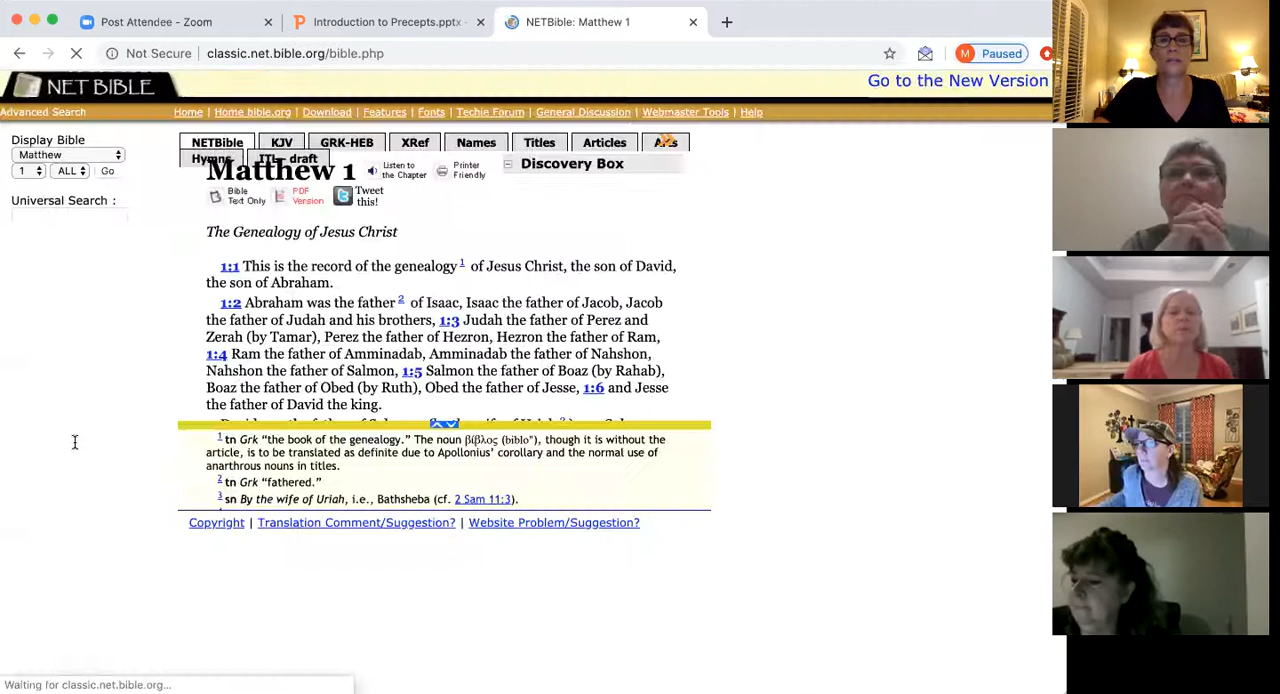 Post Attendee - Zoom
Introduction to Precepts.pptx -
NETBible: Matthew 1
Not Secure
classic.net.bible.org/bible.php
M Paused
NET BIBLE
Go to the New Version
Advanced Search
Home | Home bible.org | Download | Features | Fonts | Techie Forum | General Discussion | Webmaster Tools | Help
Display Bible
Matthew
1 ALL Go
Universal Search :
NETBible KJV GRK-HEB XRef Names Titles Articles
Hymns ITL draft
Matthew 1
Listen to
the Chapter
Printer
Friendly
Discovery Box
Bible
Text Only
PDF
Version
Tweet
this!
The Genealogy of Jesus Christ
1:1 This is the record of the genealogy 1 of Jesus Christ, the son of David,
the son of Abraham.
1:2 Abraham was the father 2 of Isaac, Isaac the father of Jacob, Jacob
the father of Judah and his brothers, 1:3 Judah the father of Perez and
Zerah (by Tamar), Perez the father of Hezron, Hezron the father of Ram,
1:4 Ram the father of Amminadab, Amminadab the father of Nahshon,
Nahshon the father of Salmon, 1:5 Salmon the father of Boaz (by Rahab),
Boaz the father of Obed (by Ruth), Obed the father of Jesse, 1:6 and Jesse
the father of David the king.
1 tn Grk “the book of the genealogy.” The noun βίβλος (biblo"), though it is without the
article, is to be translated as definite due to Apollonius’ corollary and the normal use of
anarthrous nouns in titles.
2 tn Grk “fathered.”
3 sn By the wife of Uriah, i.e., Bathsheba (cf. 2 Sam 11:3).
Copyright | Translation Comment/Suggestion? | Website Problem/Suggestion?
Waiting for classic.net.bible.org...